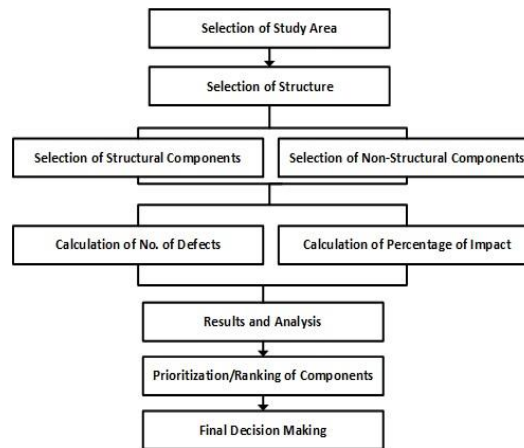 Selection of Study Area
Selection of Structure
Selection of Structural Components
Selection of Non-Structural Components
Calculation of No. of Defects
Calculation of Percentage of Impact
Results and Analysis
Prioritization/Ranking of Components
Final Decision Making